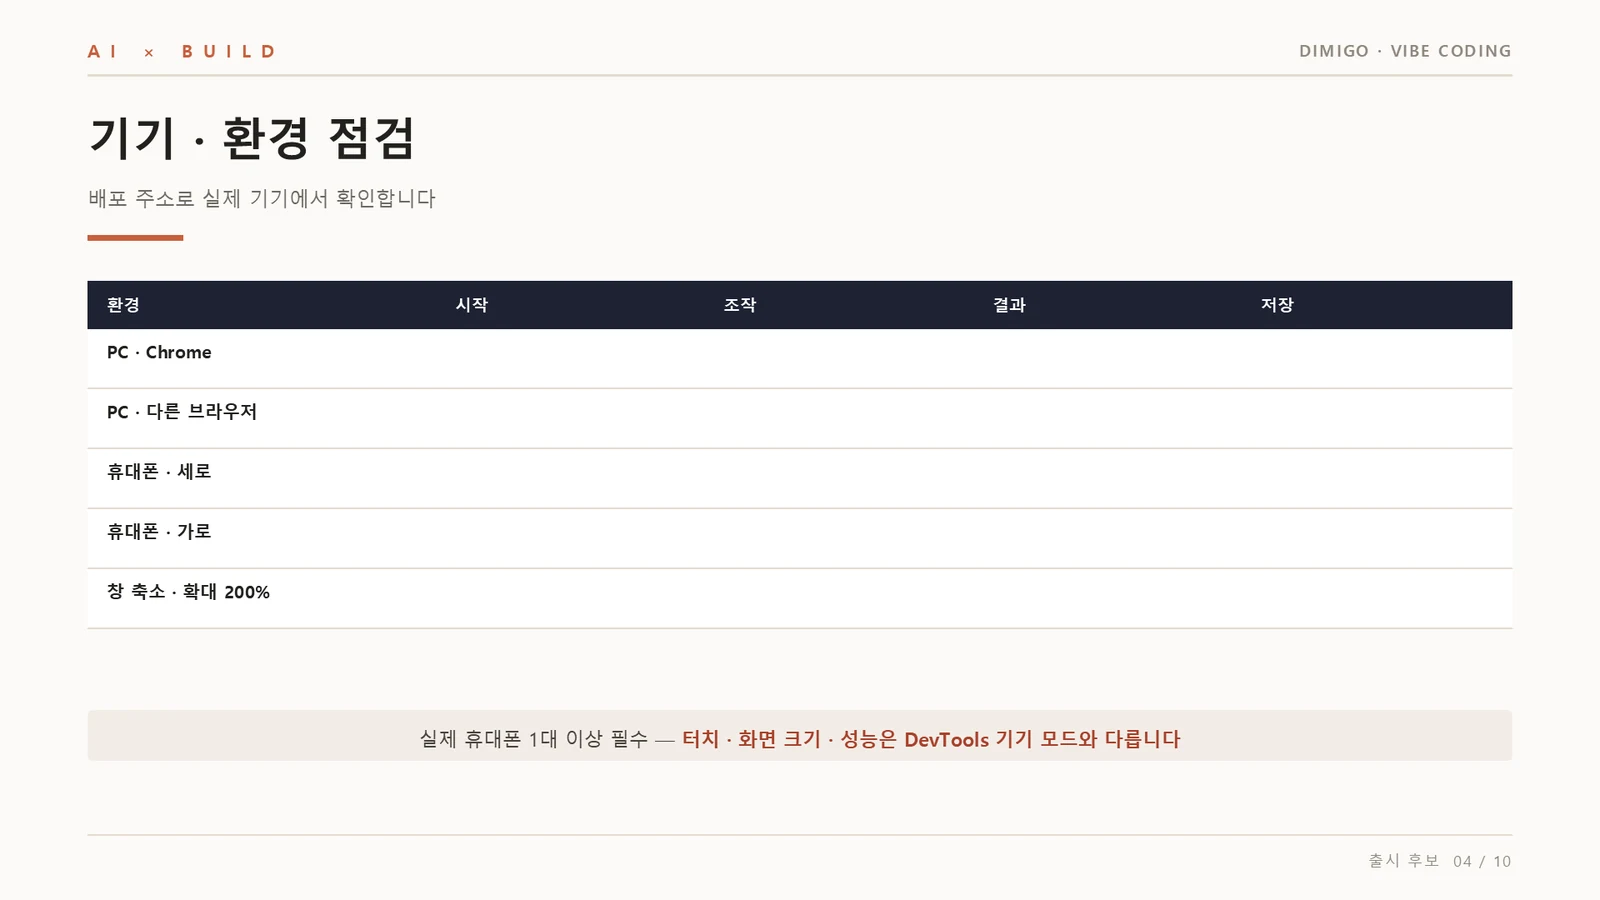 AI × BUILD
DIMIGO · VIBE CODING
기기 · 환경 점검
배포 주소로 실제 기기에서 확인합니다
환경 시작 조작 결과 저장
PC · Chrome
PC · 다른 브라우저
휴대폰 · 세로
휴대폰 · 가로
창 축소 · 확대 200%
실제 휴대폰 1대 이상 필수 — 터치 · 화면 크기 · 성능은 DevTools 기기 모드와 다릅니다
출시 후보 04 / 10